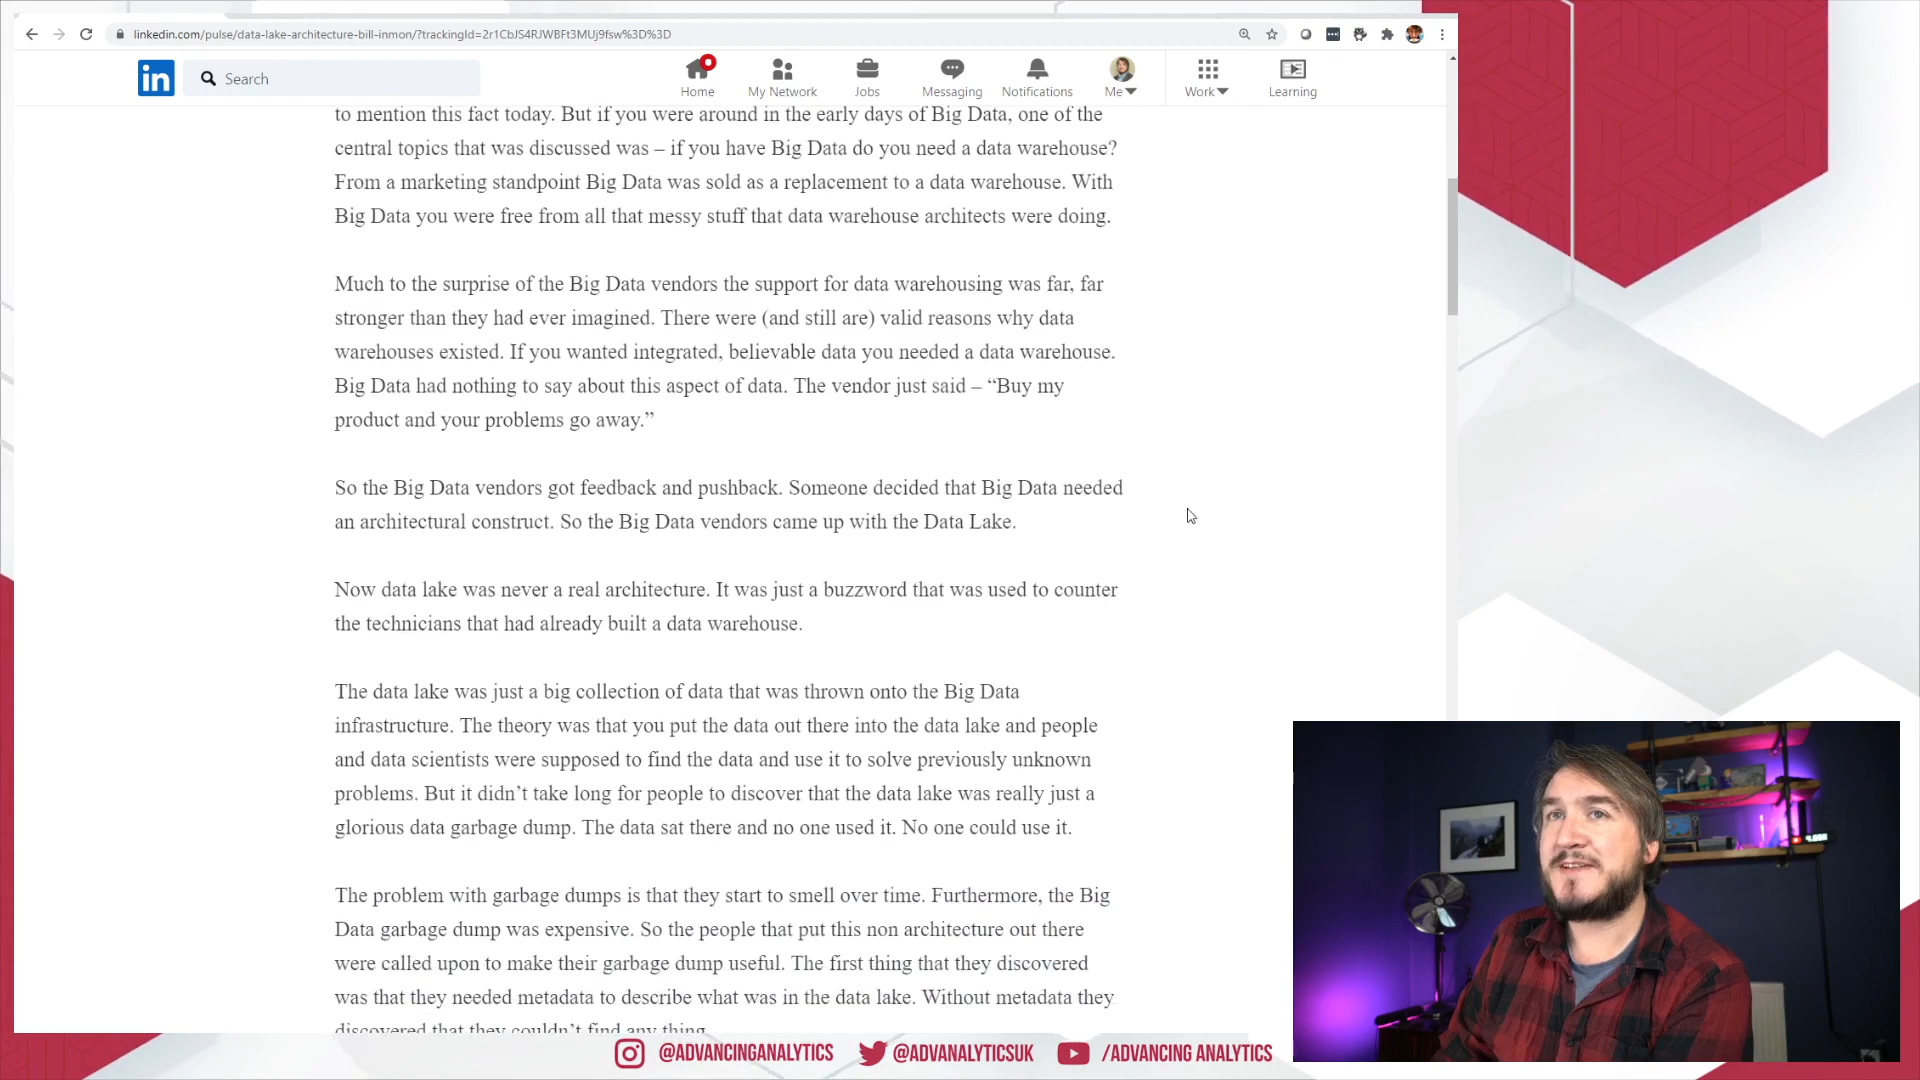 linkedin.com/pulse/data-lake-architecture-bill-inmon/?trackingId=2r1CbJS4RJWBFt3MUj9fsw%3D%3D
in
Search
Home
My Network
Jobs
Messaging
Notifications
Me
Work
Learning
to mention this fact today. But if you were around in the early days of Big Data, one of the
central topics that was discussed was – if you have Big Data do you need a data warehouse?
From a marketing standpoint Big Data was sold as a replacement to a data warehouse. With
Big Data you were free from all that messy stuff that data warehouse architects were doing.
Much to the surprise of the Big Data vendors the support for data warehousing was far, far
stronger than they had ever imagined. There were (and still are) valid reasons why data
warehouses existed. If you wanted integrated, believable data you needed a data warehouse.
Big Data had nothing to say about this aspect of data. The vendor just said – “Buy my
product and your problems go away.”
So the Big Data vendors got feedback and pushback. Someone decided that Big Data needed
an architectural construct. So the Big Data vendors came up with the Data Lake.
Now data lake was never a real architecture. It was just a buzzword that was used to counter
the technicians that had already built a data warehouse.
The data lake was just a big collection of data that was thrown onto the Big Data
infrastructure. The theory was that you put the data out there into the data lake and people
and data scientists were supposed to find the data and use it to solve previously unknown
problems. But it didn’t take long for people to discover that the data lake was really just a
glorious data garbage dump. The data sat there and no one used it. No one could use it.
The problem with garbage dumps is that they start to smell over time. Furthermore, the Big
Data garbage dump was expensive. So the people that put this non architecture out there
were called upon to make their garbage dump useful. The first thing that they discovered
was that they needed metadata to describe what was in the data lake. Without metadata they
discovered that they couldn’t find any thing.
@ADVANCINGANALYTICS
@ADVANALYTICSUK
/ADVANCING ANALYTICS